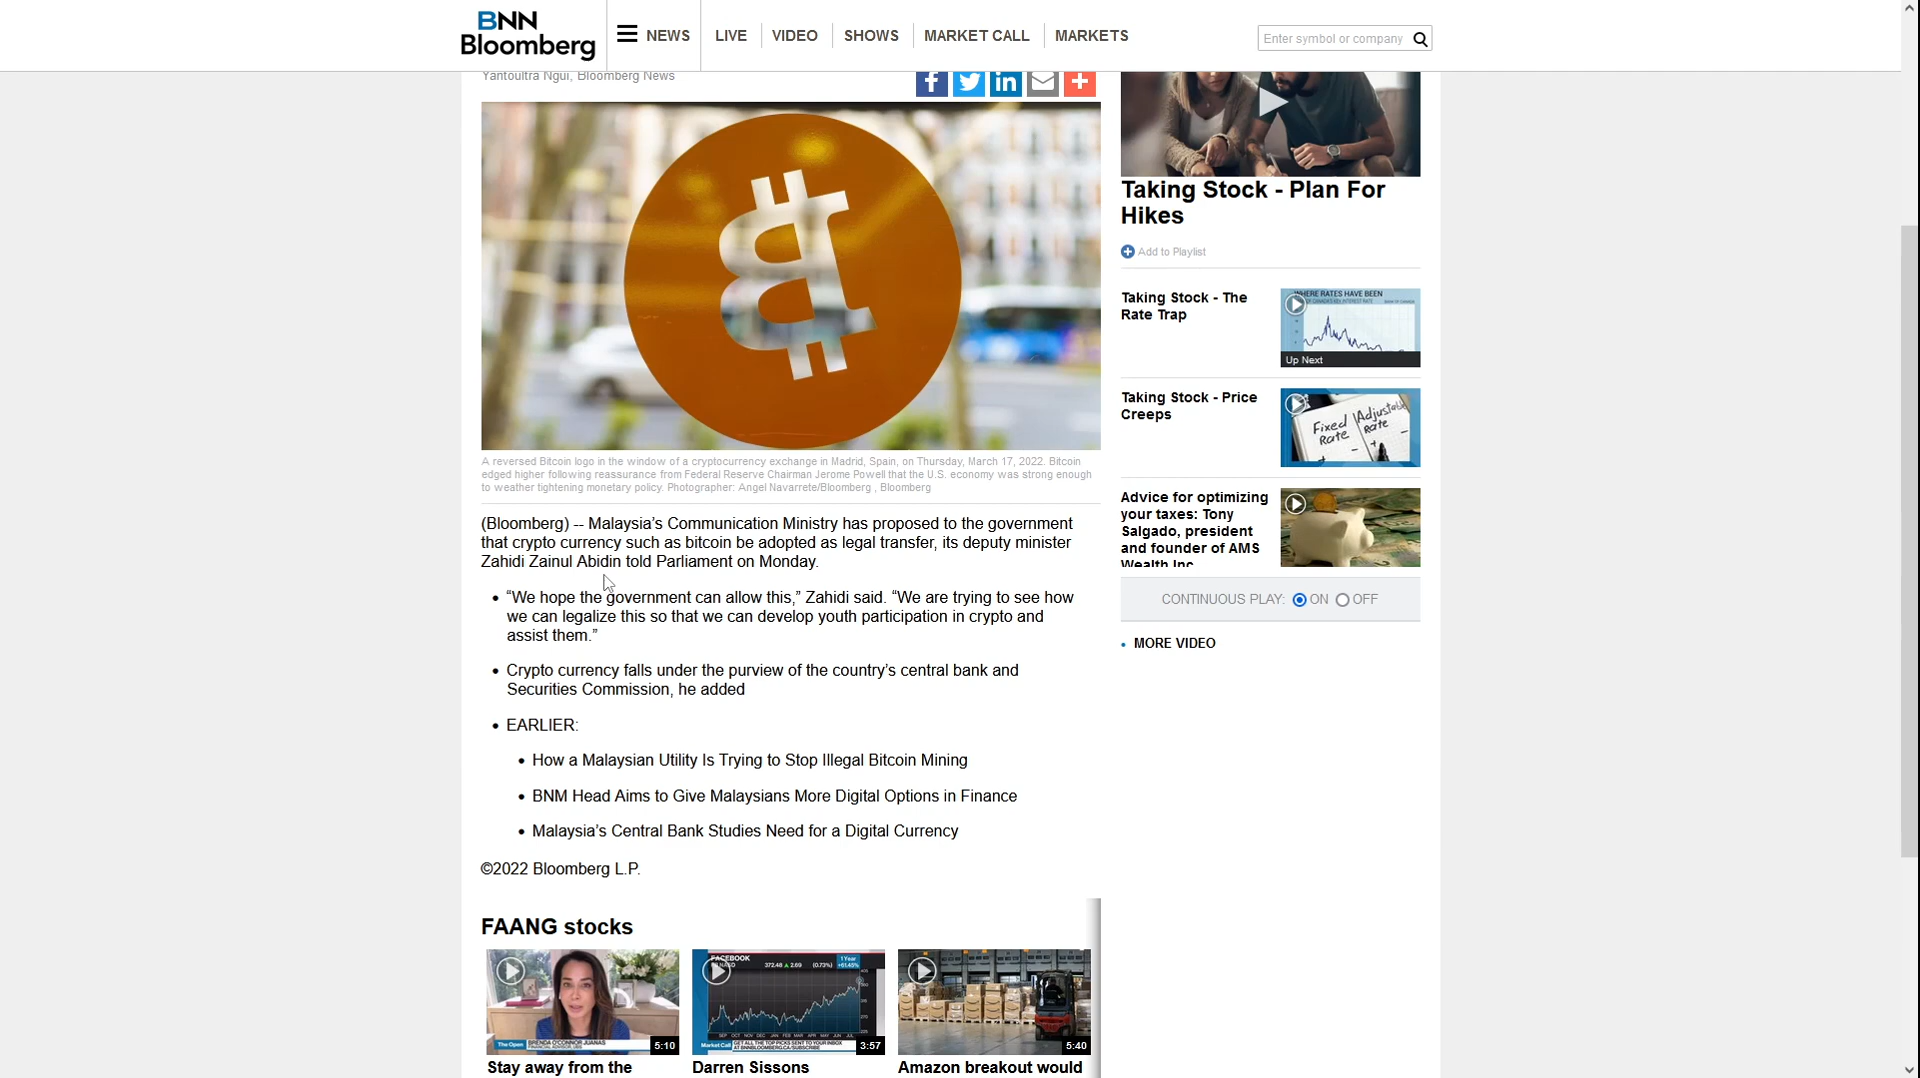 BNN
Bloomberg
NEWS
LIVE
VIDEO
SHOWS
MARKET CALL
MARKETS
Enter symbol or company
Yantoultra Ngui, Bloomberg News
A reversed Bitcoin logo in the window of a cryptocurrency exchange in Madrid, Spain, on Thursday, March 17, 2022. Bitcoin
edged higher following reassurance from Federal Reserve Chairman Jerome Powell that the U.S. economy was strong enough
to weather tightening monetary policy. Photographer: Angel Navarrete/Bloomberg , Bloomberg
(Bloomberg) -- Malaysia’s Communication Ministry has proposed to the government
that crypto currency such as bitcoin be adopted as legal transfer, its deputy minister
Zahidi Zainul Abidin told Parliament on Monday.
• “We hope the government can allow this,” Zahidi said. “We are trying to see how
we can legalize this so that we can develop youth participation in crypto and
assist them.”
• Crypto currency falls under the purview of the country’s central bank and
Securities Commission, he added
• EARLIER:
• How a Malaysian Utility Is Trying to Stop Illegal Bitcoin Mining
• BNM Head Aims to Give Malaysians More Digital Options in Finance
• Malaysia’s Central Bank Studies Need for a Digital Currency
©2022 Bloomberg L.P.
FAANG stocks
The Open
BRENDA O'CONNOR JUANAS
5:10
Stay away from the
FACEBOOK
372.48 ▲ 2.69 (0.73%)
1 Year
+61.45%
Market Call
GET ALL THE TOP PICKS SENT TO YOUR INBOX
AT BNNBLOOMBERG.CA/SUBSCRIBE
3:57
Darren Sissons
5:40
Amazon breakout would
Taking Stock - Plan For
Hikes
Add to Playlist
Taking Stock - The
Rate Trap
WHERE RATES HAVE BEEN
Up Next
Taking Stock - Price
Creeps
Fixed
Rate
Adjustable
Rate
Advice for optimizing
your taxes: Tony
Salgado, president
and founder of AMS
Wealth Inc
CONTINUOUS PLAY: ON OFF
• MORE VIDEO